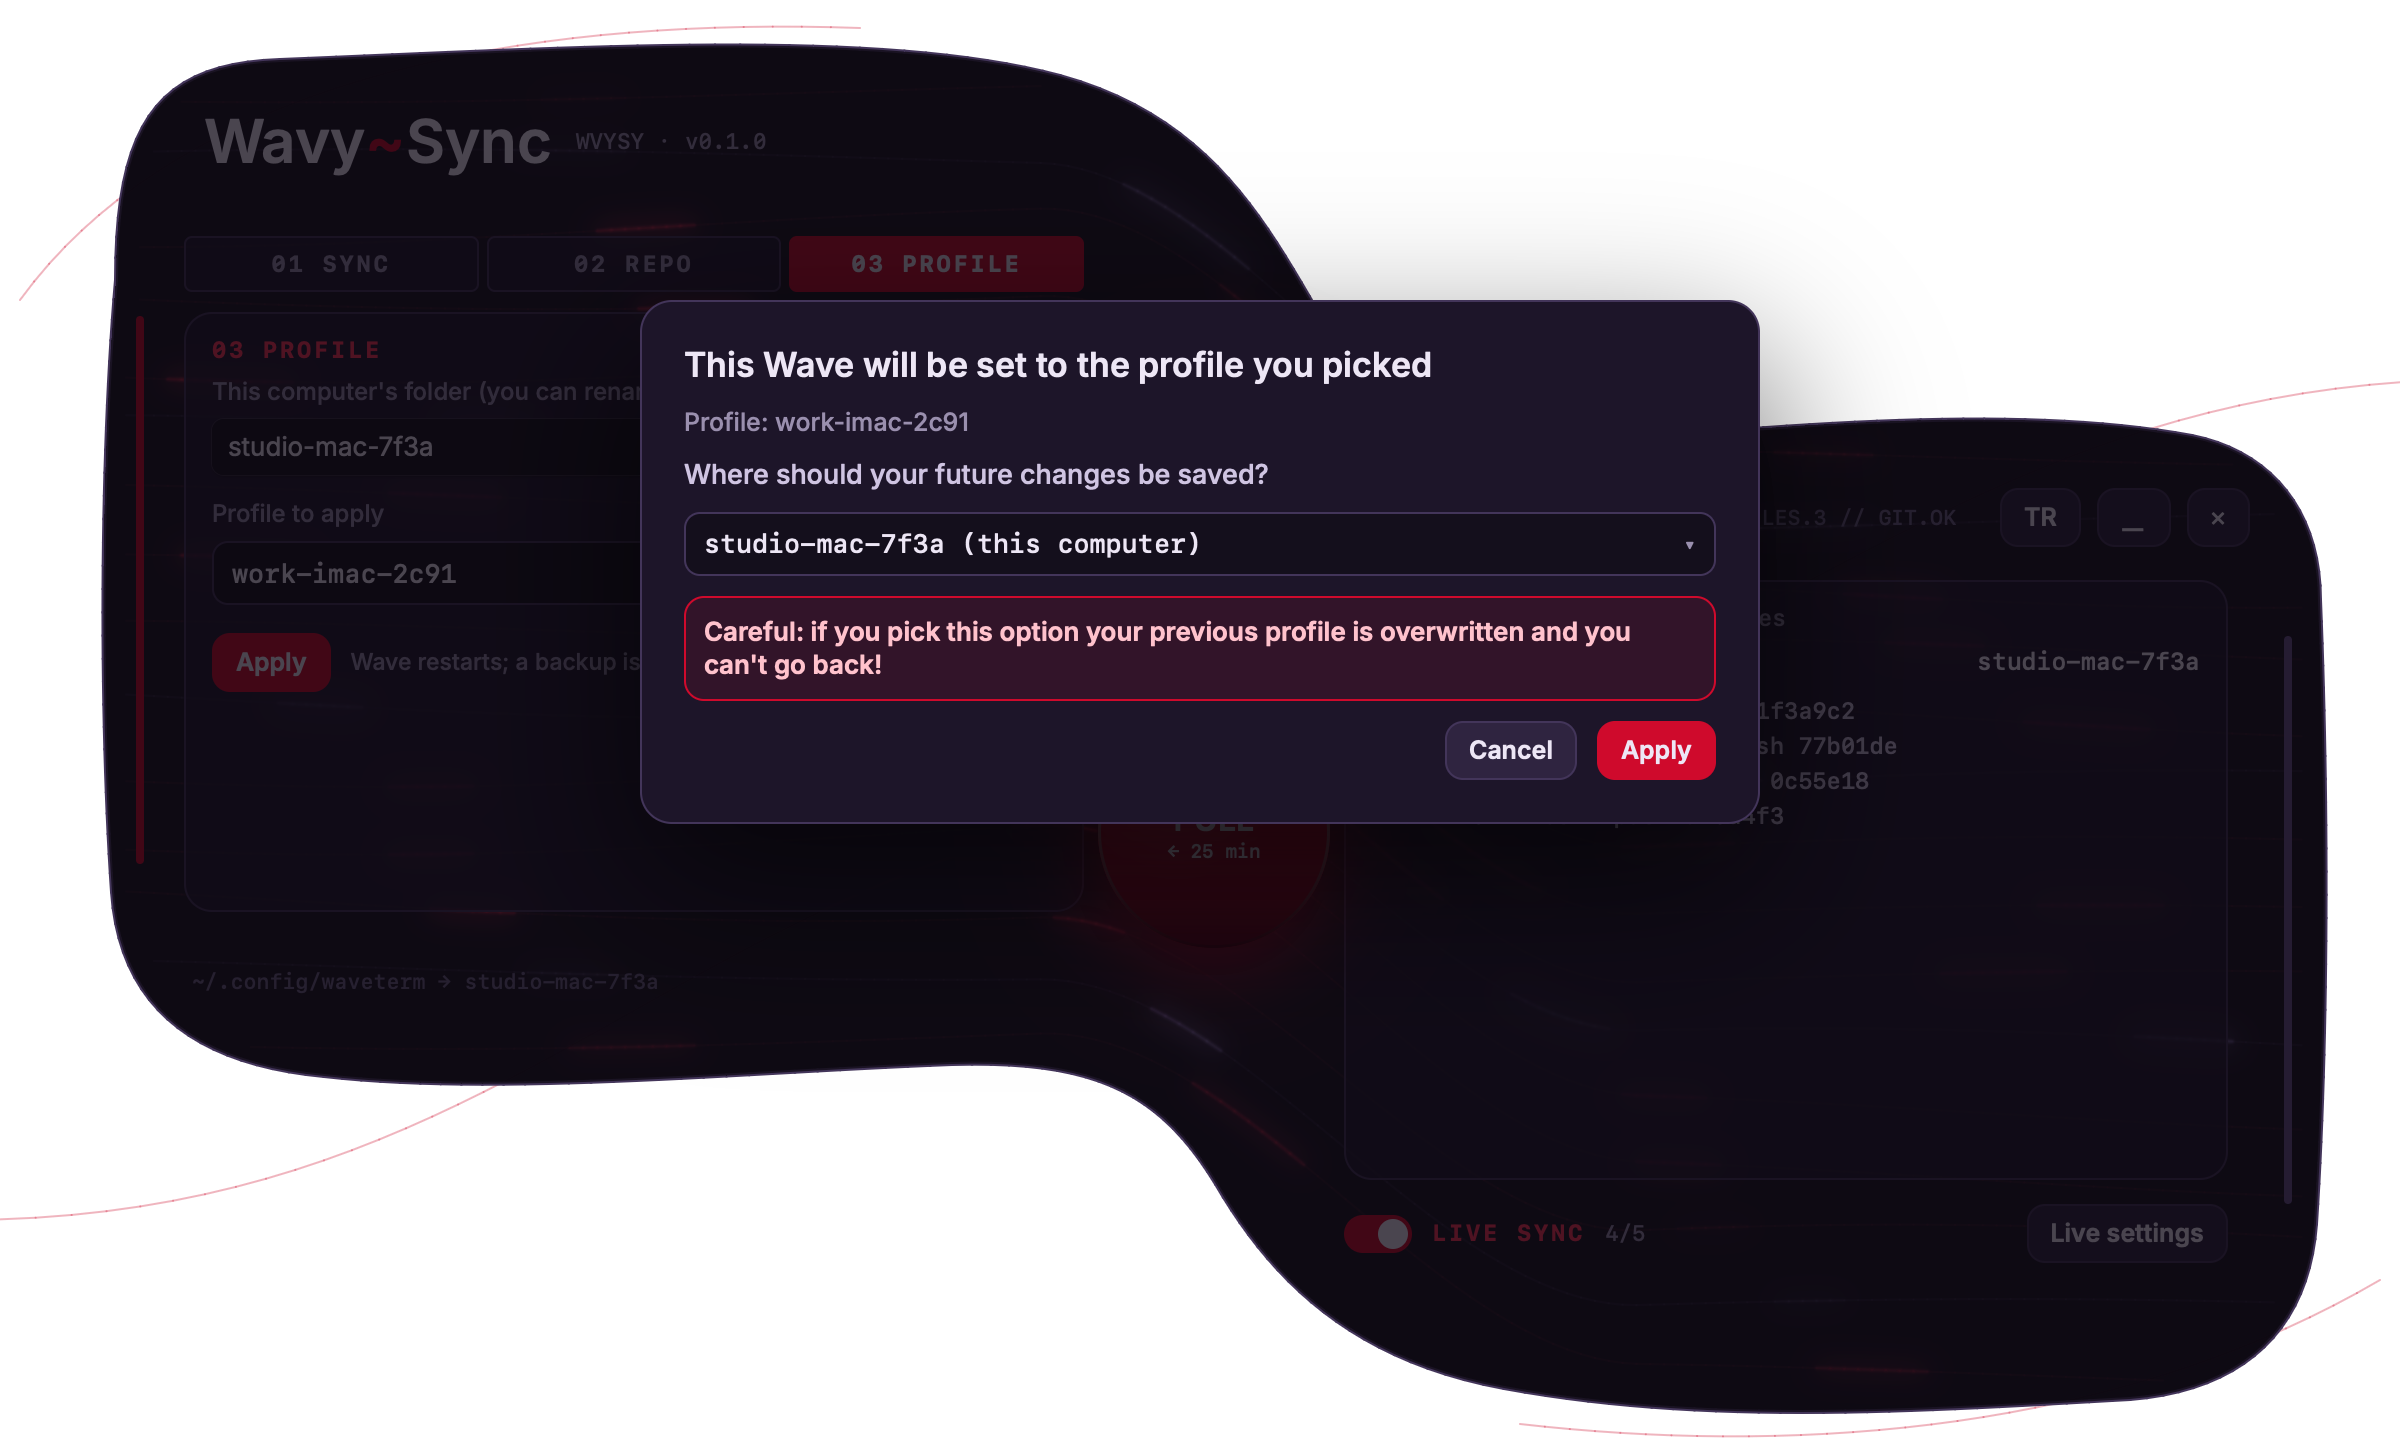 Wavy~Sync WVYSY · v0.1.0
01 SYNC
02 REPO
03 PROFILE
03 PROFILE
This computer's folder (you can
studio-mac-7f3a
Profile to apply
work-imac-2c91
Apply
Wave restarts; a backup is
~/.config/waveterm → studio-mac-7f3a
This Wave will be set to the profile you picked
Profile: work-imac-2c91
Where should your future changes be saved?
studio-mac-7f3a (this computer)
Careful: if you pick this option your previous profile is overwritten and you
can't go back!
Cancel
Apply
← 25 min
// GIT.OK
TR
_
×
studio-mac-7f3a
1f3a9c2
77b01de
0c55e18
LIVE SYNC 4/5
Live settings